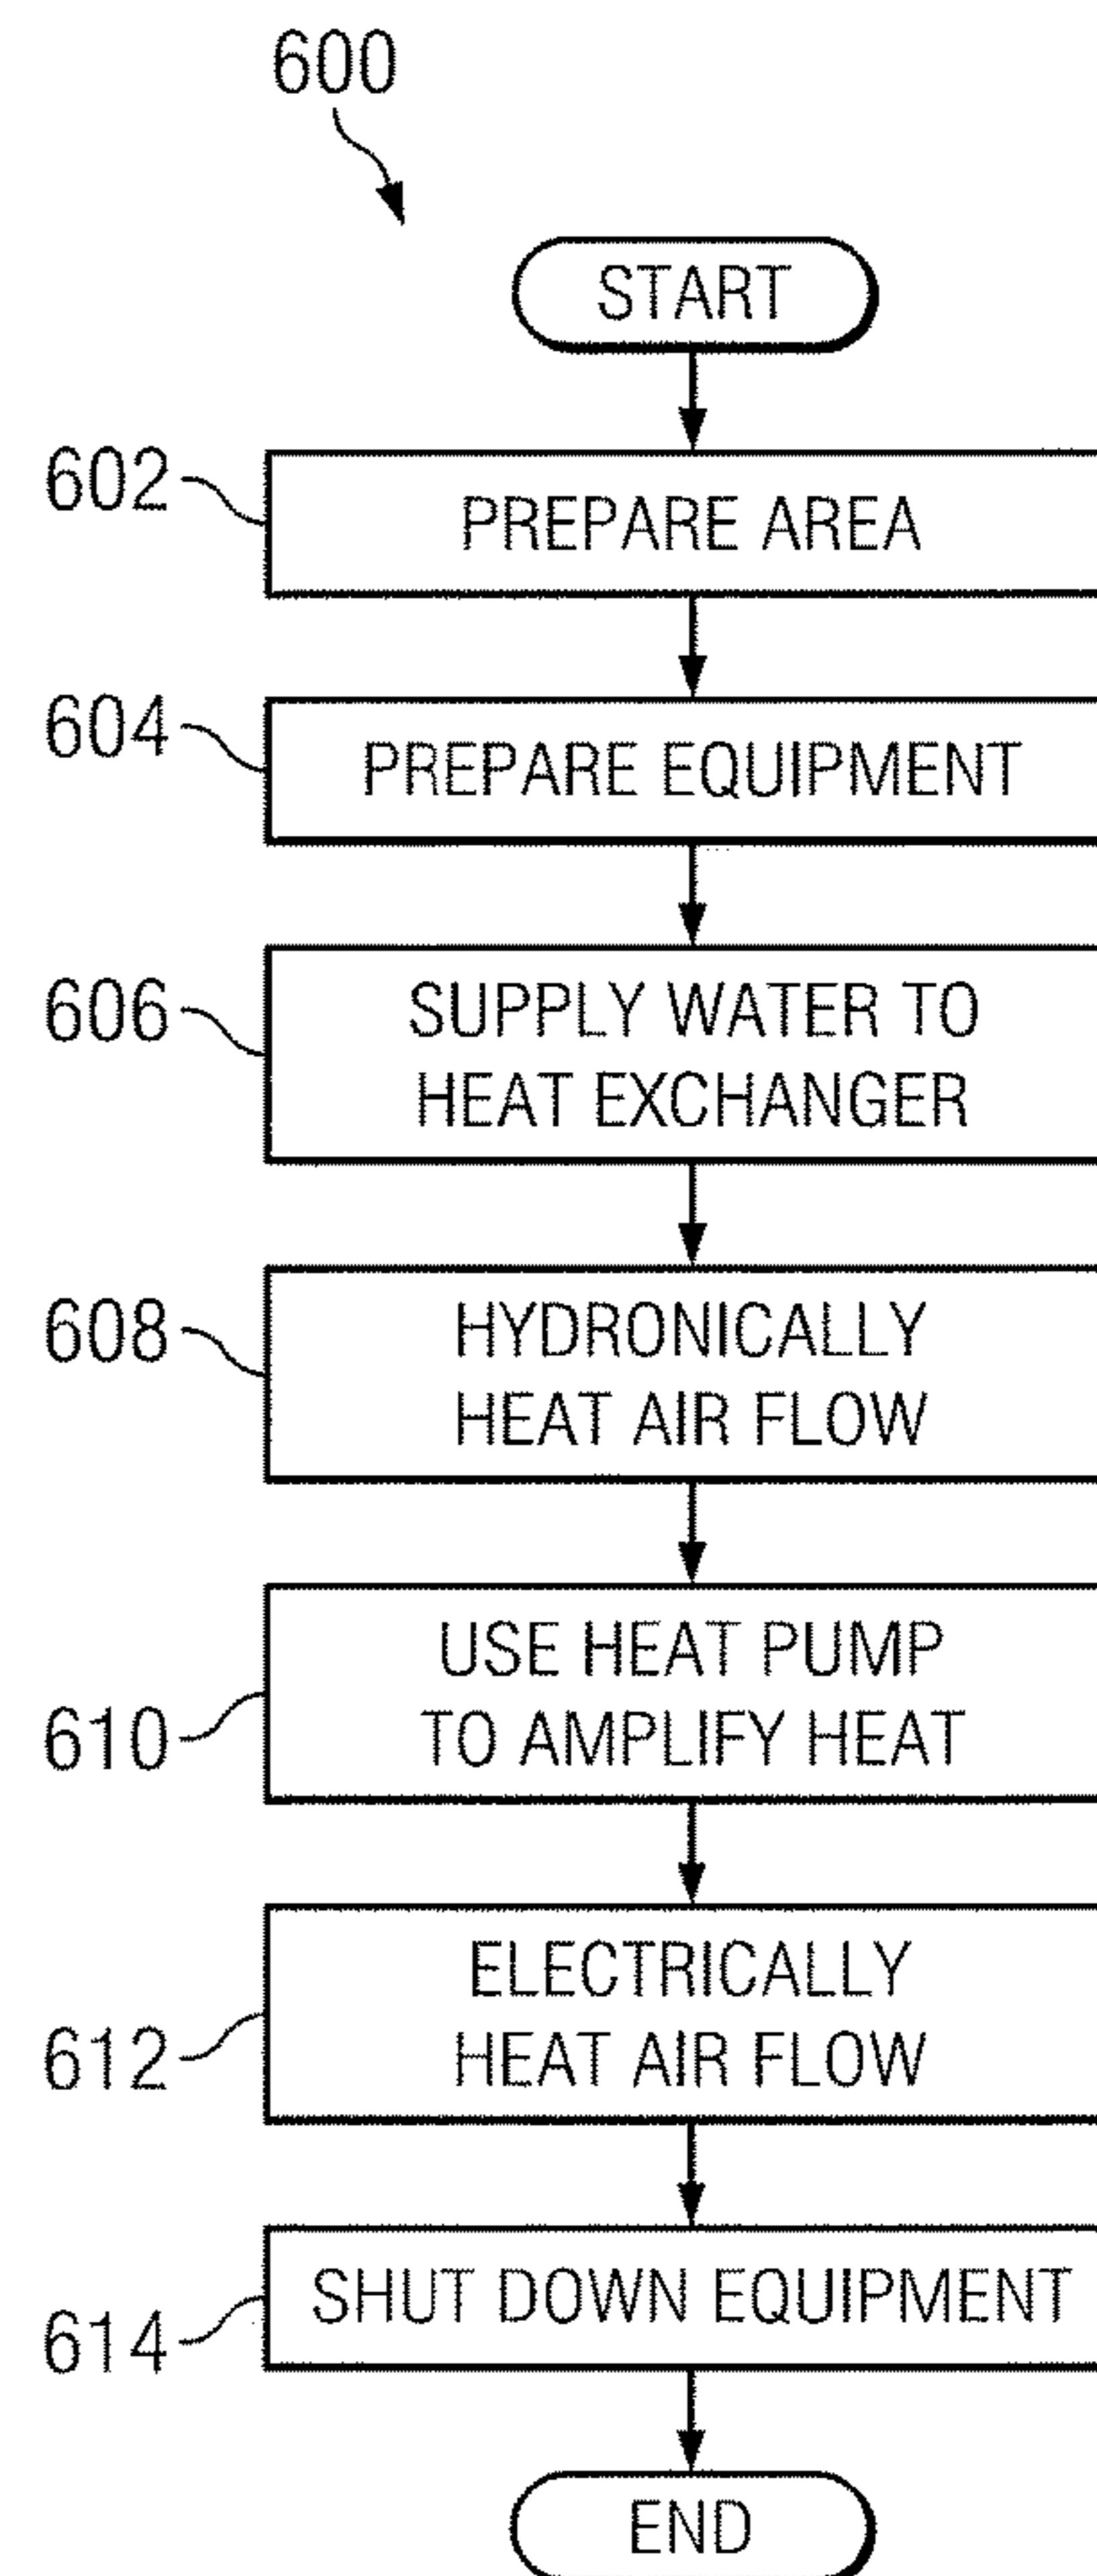 600
START
602
PREPARE AREA
604
PREPARE EQUIPMENT
606
SUPPLY WATER TO
HEAT EXCHANGER
608
HYDRONICALLY
HEAT AIR FLOW
610
USE HEAT PUMP
TO AMPLIFY HEAT
612
ELECTRICALLY
HEAT AIR FLOW
614
SHUT DOWN EQUIPMENT
END